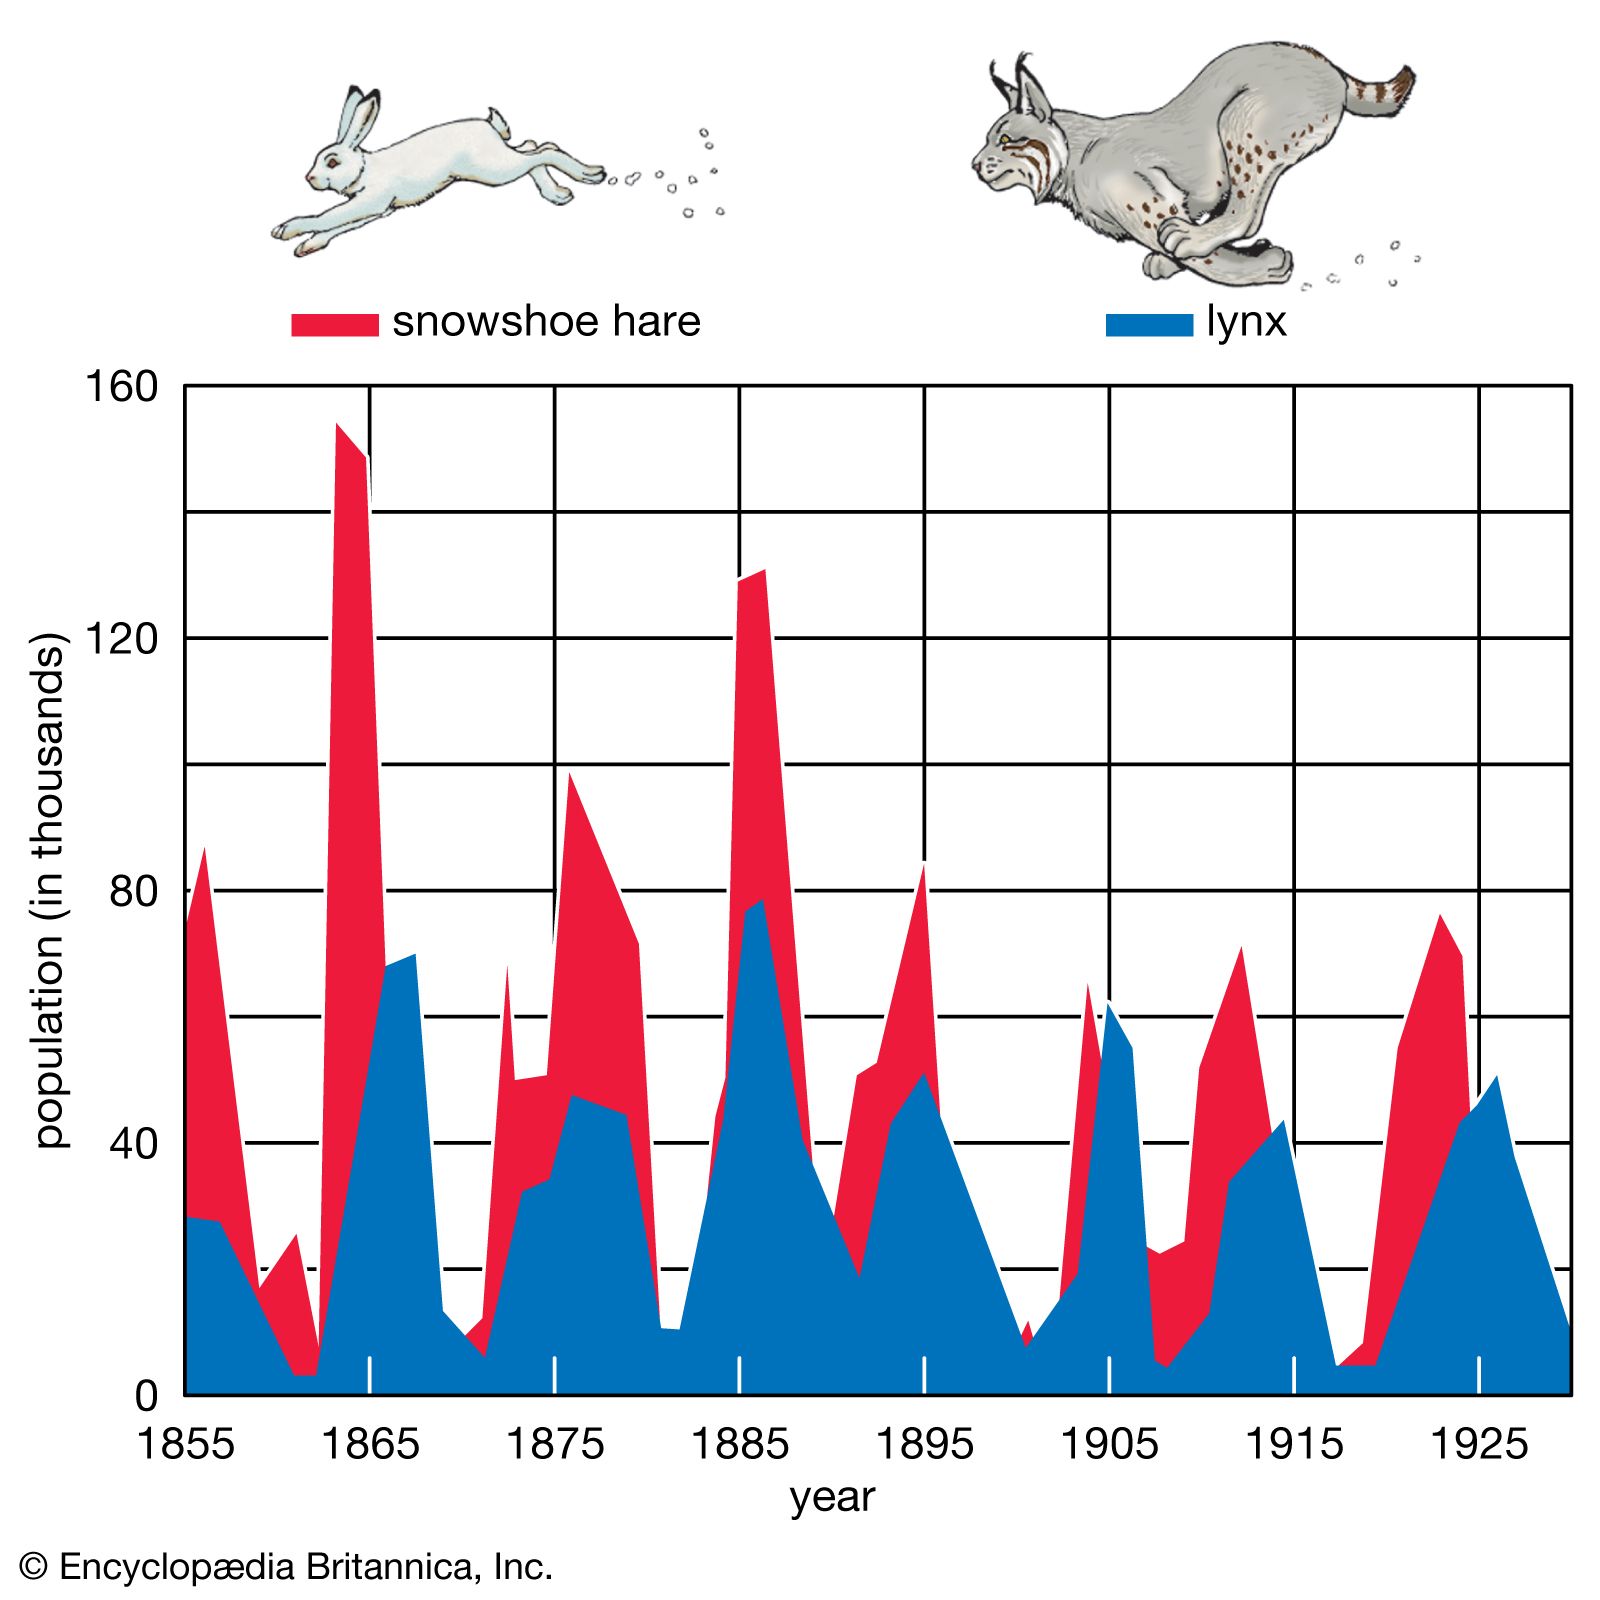 snowshoe hare
lynx
160
120
80
40
0
population (in thousands)
1855 1865 1875 1885 1895 1905 1915 1925
year
© Encyclopædia Britannica, Inc.